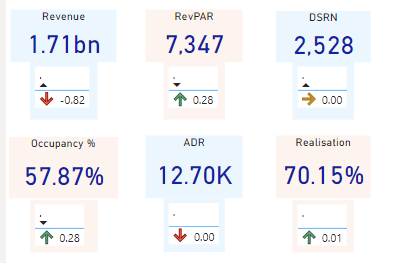 Revenue
1.71bn
-0.82
RevPAR
7,347
0.28
DSRN
2,528
0.00
Occupancy %
57.87%
0.28
ADR
12.70K
0.00
Realisation
70.15%
0.01